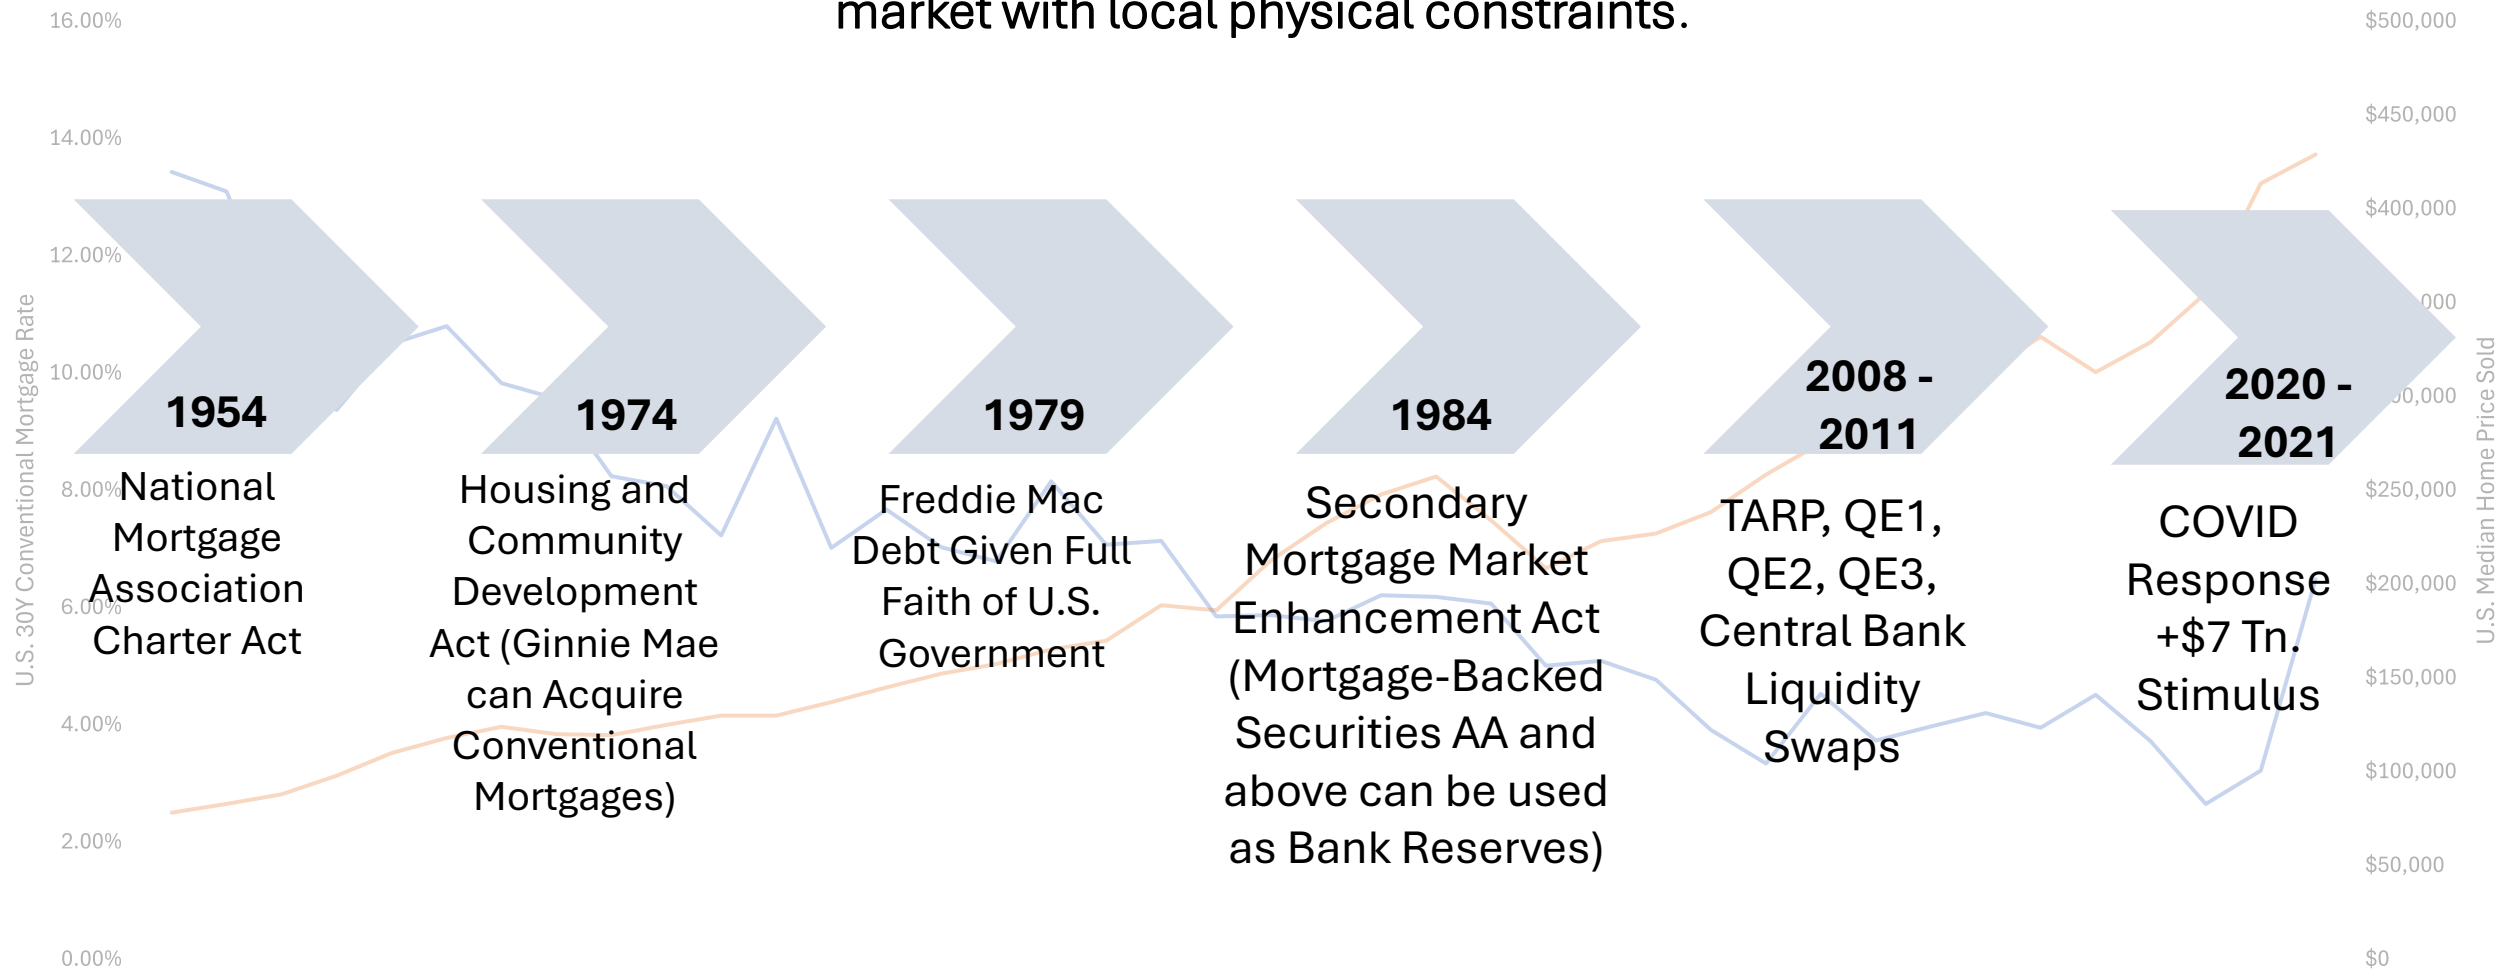 market with local physical constraints.
16.00%
14.00%
12.00%
10.00%
8.00%
6.00%
4.00%
2.00%
0.00%
U.S. 30Y Conventional Mortgage Rate
1954
National
Mortgage
Association
Charter Act
1974
Housing and
Community
Development
Act (Ginnie Mae
can Acquire
Conventional
Mortgages)
1979
Freddie Mac
Debt Given Full
Faith of U.S.
Government
1984
Secondary
Mortgage Market
Enhancement Act
(Mortgage-Backed
Securities AA and
above can be used
as Bank Reserves)
2008 -
2011
TARP, QE1,
QE2, QE3,
Central Bank
Liquidity
Swaps
2020 -
2021
COVID
Response
+$7 Tn.
Stimulus
$500,000
$450,000
$400,000
$250,000
$200,000
$150,000
$100,000
$50,000
$0
U.S. Median Home Price Sold